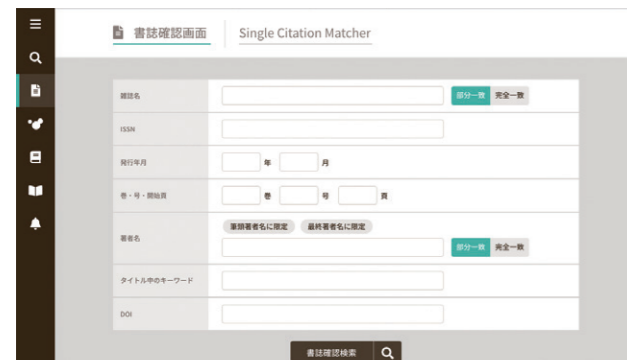 書誌確認画面 Single Citation Matcher
雑誌名 部分一致 完全一致
ISSN
発行年月 年 月
巻・号・開始頁 巻 号 頁
筆頭著者名に限定 最終著者名に限定
著者名 部分一致 完全一致
タイトル中のキーワード
DOI
書誌確認検索